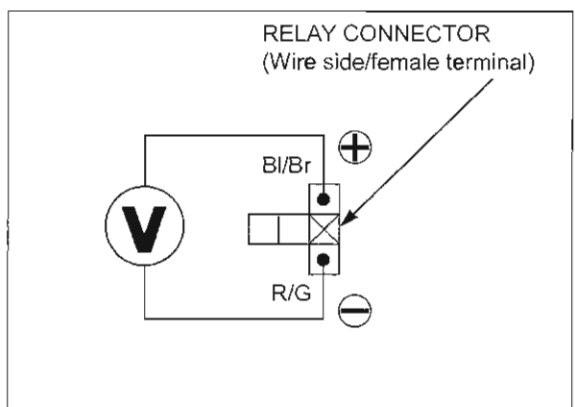 RELAY CONNECTOR
(Wire side/female terminal)
Bl/Br
V
R/G